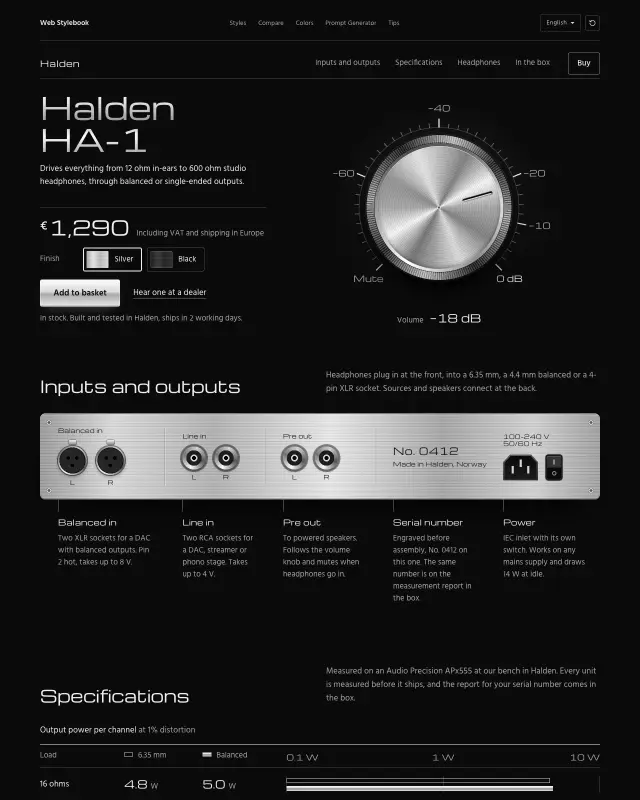 Web Stylebook
Styles Compare Colors Prompt Generator Tips
English
Halden
Inputs and outputs Specifications Headphones In the box Buy
Halden
HA-1
Drives everything from 12 ohm in-ears to 600 ohm studio
headphones, through balanced or single-ended outputs.
€1,290 Including VAT and shipping in Europe
Finish Silver Black
Add to basket Hear one at a dealer
In stock. Built and tested in Halden, ships in 2 working days.
-40
-60
-20
-10
Mute
0 dB
Volume -18 dB
Inputs and outputs
Headphones plug in at the front, into a 6.35 mm, a 4.4 mm balanced or a 4-
pin XLR socket. Sources and speakers connect at the back.
Balanced in
L R
Line in
L R
Pre out
L R
No. 0412
Made in Halden, Norway
100-240 V
50/60 Hz
Balanced in
Two XLR sockets for a DAC
with balanced outputs. Pin
2 hot, takes up to 8 V.
Line in
Two RCA sockets for
a DAC, streamer or
phono stage. Takes
up to 4 V.
Pre out
To powered speakers.
Follows the volume
knob and mutes when
headphones go in.
Serial number
Engraved before
assembly, No. 0412 on
this one. The same
number is on the
measurement report in
the box.
Power
IEC inlet with its own
switch. Works on any
mains supply and draws
14 W at idle.
Specifications
Measured on an Audio Precision APx555 at our bench in Halden. Every unit
is measured before it ships, and the report for your serial number comes in
the box.
Output power per channel at 1% distortion
Load 6.35 mm Balanced 0.1 W 1 W 10 W
16 ohms 4.8 W 5.0 W